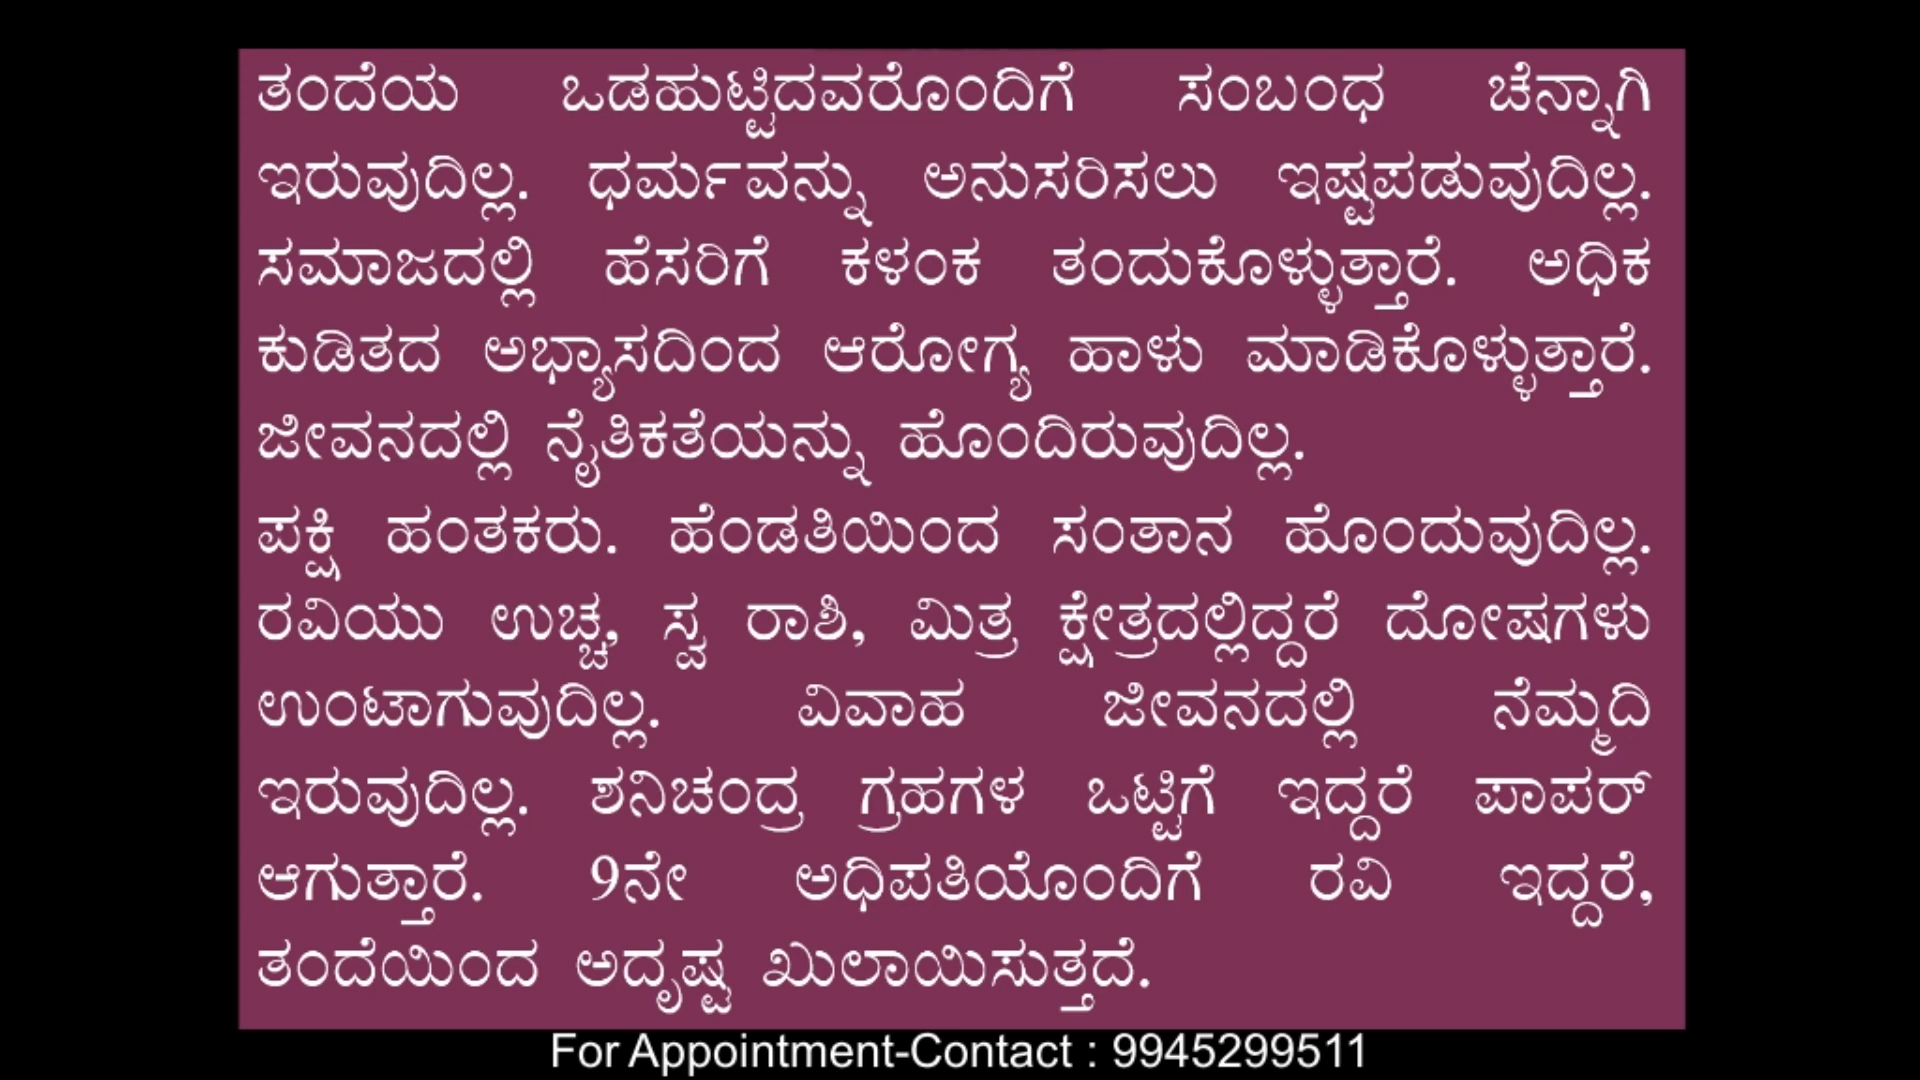 ತಂದೆಯ ಒಡಹುಟ್ಟಿದವರೊಂದಿಗೆ ಸಂಬಂಧ ಚೆನ್ನಾಗಿ
ಇರುವುದಿಲ್ಲ. ಧರ್ಮವನ್ನು ಅನುಸರಿಸಲು ಇಷ್ಟಪಡುವುದಿಲ್ಲ.
ಸಮಾಜದಲ್ಲಿ ಹೆಸರಿಗೆ ಕಳಂಕ ತಂದುಕೊಳ್ಳುತ್ತಾರೆ. ಅಧಿಕ
ಕುಡಿತದ ಅಭ್ಯಾಸದಿಂದ ಆರೋಗ್ಯ ಹಾಳು ಮಾಡಿಕೊಳ್ಳುತ್ತಾರೆ.
ಜೀವನದಲ್ಲಿ ನೈತಿಕತೆಯನ್ನು ಹೊಂದಿರುವುದಿಲ್ಲ.
ಪಕ್ಷಿ ಹಂತಕರು. ಹೆಂಡತಿಯಿಂದ ಸಂತಾನ ಹೊಂದುವುದಿಲ್ಲ.
ರವಿಯು ಉಚ್ಚ, ಸ್ವ ರಾಶಿ, ಮಿತ್ರ ಕ್ಷೇತ್ರದಲ್ಲಿದ್ದರೆ ದೋಷಗಳು
ಉಂಟಾಗುವುದಿಲ್ಲ. ವಿವಾಹ ಜೀವನದಲ್ಲಿ ನೆಮ್ಮದಿ
ಇರುವುದಿಲ್ಲ. ಶನಿಚಂದ್ರ ಗ್ರಹಗಳ ಒಟ್ಟಿಗೆ ಇದ್ದರೆ ಪಾಪರ್
ಆಗುತ್ತಾರೆ. 9ನೇ ಅಧಿಪತಿಯೊಂದಿಗೆ ರವಿ ಇದ್ದರೆ,
ತಂದೆಯಿಂದ ಅದೃಷ್ಟ ಖುಲಾಯಿಸುತ್ತದೆ.
For Appointment-Contact : 9945299511